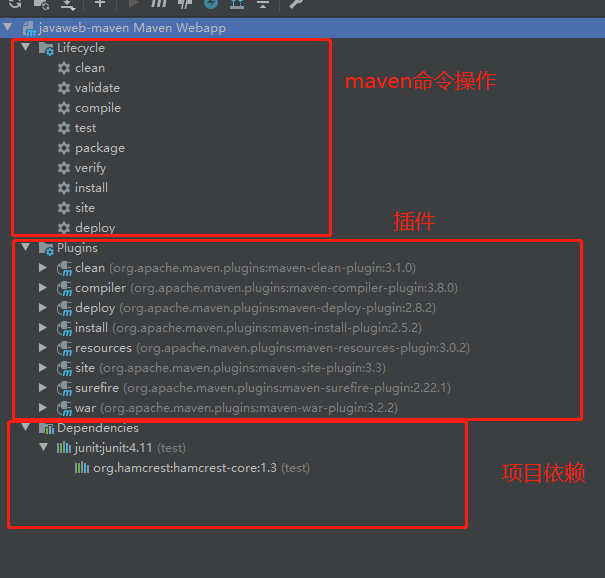 javaweb-maven Maven Webapp
Lifecycle
clean
validate
compile
test
package
verify
install
site
deploy
maven命令操作
插件
Plugins
clean (org.apache.maven.plugins:maven-clean-plugin:3.1.0)
compiler (org.apache.maven.plugins:maven-compiler-plugin:3.8.0)
deploy (org.apache.maven.plugins:maven-deploy-plugin:2.8.2)
install (org.apache.maven.plugins:maven-install-plugin:2.5.2)
resources (org.apache.maven.plugins:maven-resources-plugin:3.0.2)
site (org.apache.maven.plugins:maven-site-plugin:3.3)
surefire (org.apache.maven.plugins:maven-surefire-plugin:2.22.1)
war (org.apache.maven.plugins:maven-war-plugin:3.2.2)
Dependencies
junit:junit:4.11 (test)
org.hamcrest:hamcrest-core:1.3 (test)
项目依赖